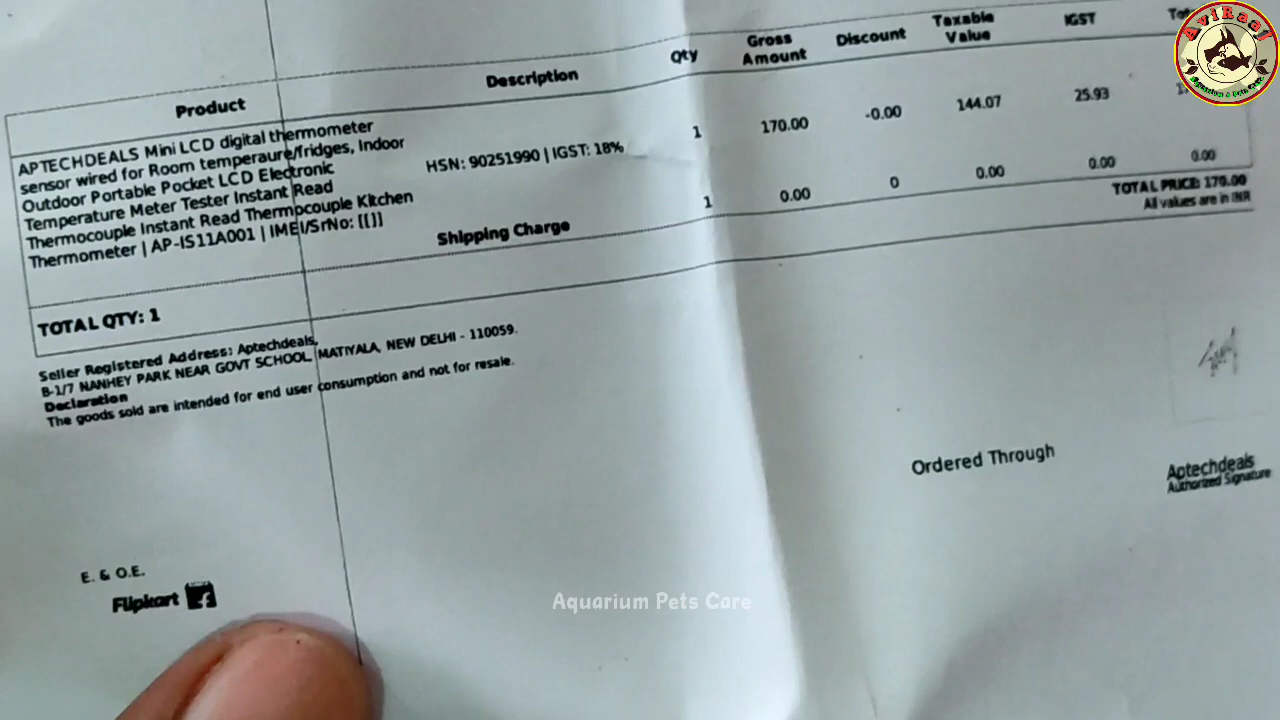 Product Description Qty Gross Amount Discount Taxable Value IGST
APTECHDEALS Mini LCD digital thermometer
sensor wired for Room temperaure/fridges, Indoor
Outdoor Portable Pocket LCD Electronic
Temperature Meter Tester Instant Read
Thermocouple Instant Read Thermocouple Kitchen
Thermometer | AP-IS11A001 | IMEI/SrNo: [[]]
HSN: 90251990 | IGST: 18% 1 170.00 -0.00 144.07 25.93
Shipping Charge 1 0.00 0 0.00 0.00 0.00
TOTAL QTY: 1
TOTAL PRICE: 170.00
All values are in INR
Seller Registered Address: Aptechdeals,
B-1/7 NANHEY PARK NEAR GOVT SCHOOL, MATIYALA, NEW DELHI - 110059.
Declaration
The goods sold are intended for end user consumption and not for resale.
Ordered Through
Aptechdeals
Authorized Signature
E. & O.E.
Flipkart
Aquarium Pets Care
AviRaaj
Aquarium & Pets Care